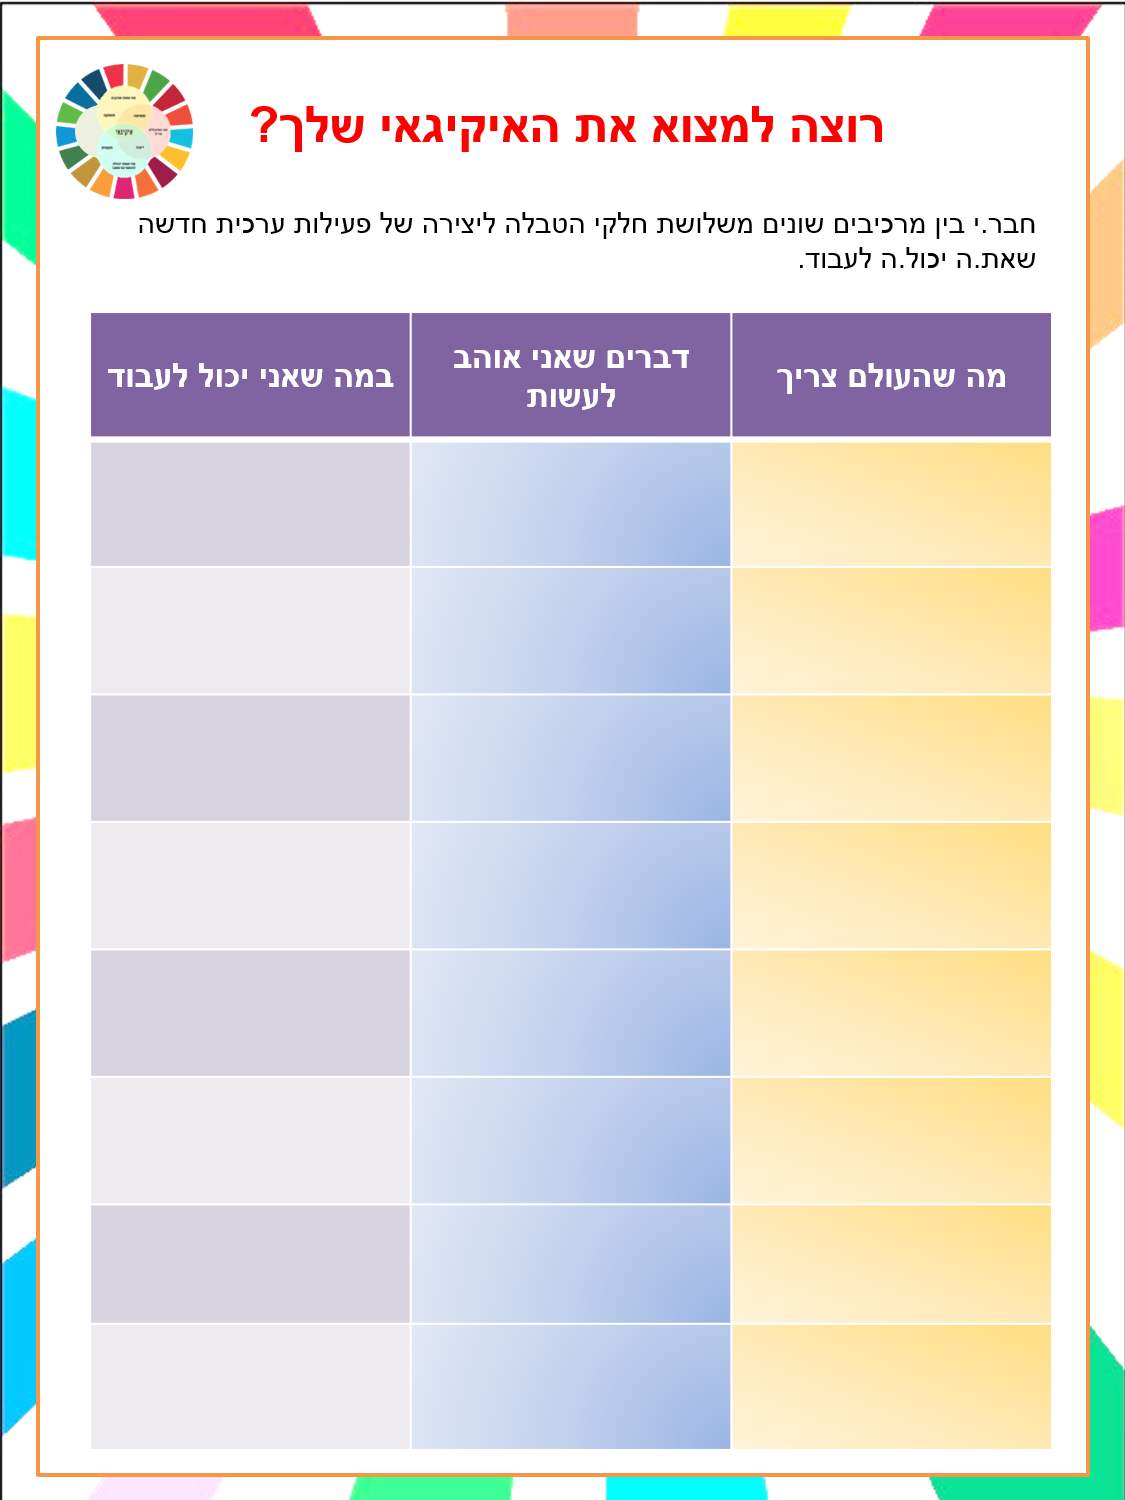 רוצה למצוא את האיקיגאי שלך?
איקיגאי
חבר.י בין מרכיבים שונים משלושת חלקי הטבלה ליצירה של פעילות ערכית חדשה
שאת.ה יכול.ה לעבוד.
מה שהעולם צריך
דברים שאני אוהב
לעשות
במה שאני יכול לעבוד